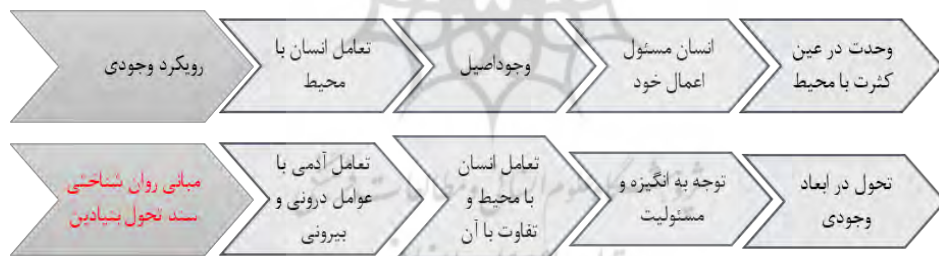 رویکرد وجودی
تعامل انسان با
محیط
وجوداصیل
انسان مسئول
اعمال خود
وحدت در عین
کثرت با محیط
مبانی روان شناختی
سند تحول بنیادین
تعامل آدمی با
عوامل درونی و
بیرونی
تعامل انسان
با محیط و
تفاوت با آن
توجه به انگیزه و
مسئولیت
تحول در ابعاد
وجودی